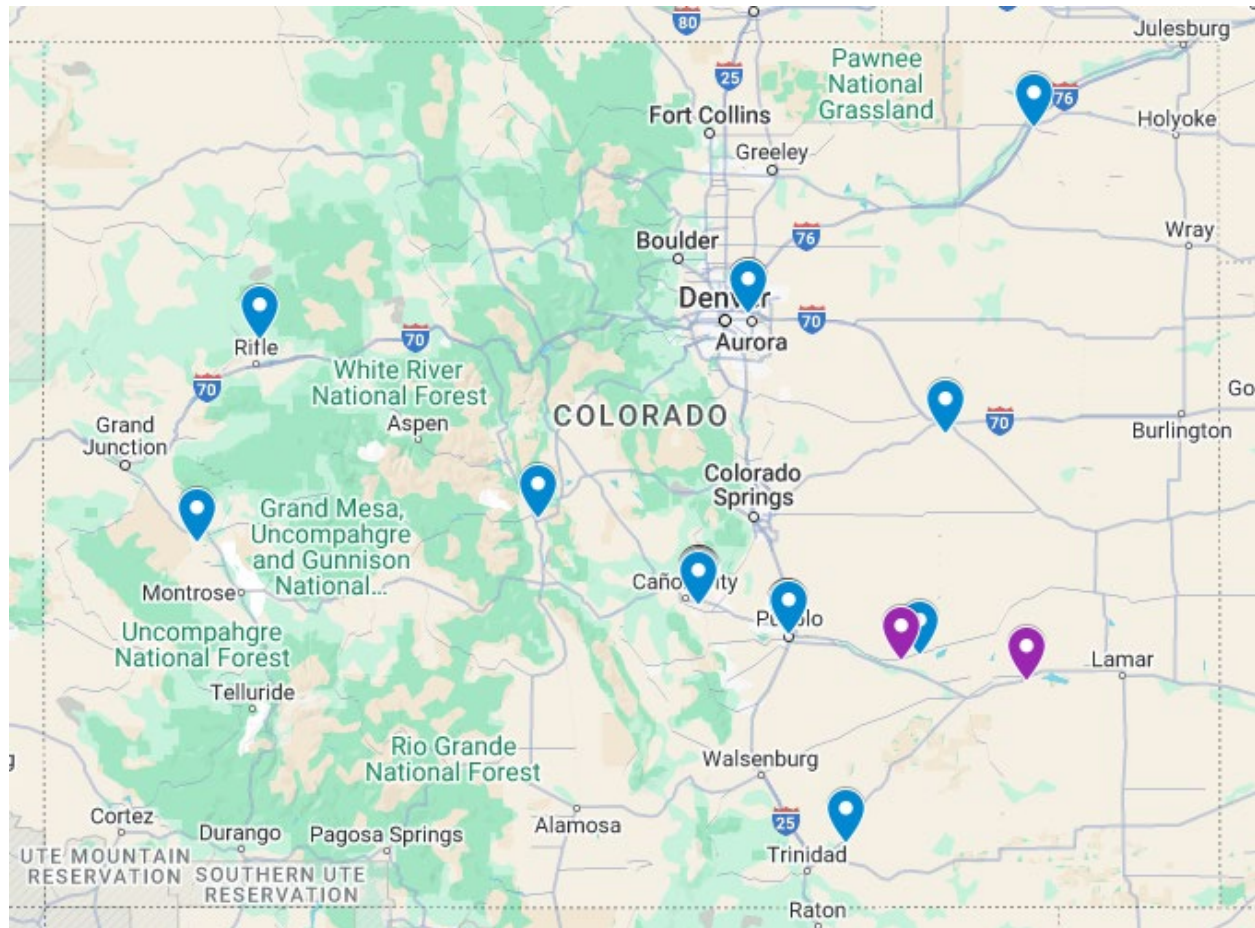 80
Julesburg
25
Pawnee
National
Grassland
76
Fort Collins
Holyoke
Greeley
Boulder
76
Wray
Denver
70
Aurora
Rifle
70
White River
National Forest
70
Aspen
COLORADO
Go
Grand
Junction
70
Burlington
Colorado
Springs
Grand Mesa,
Uncompahgre
and Gunnison
National...
Cañon City
Montrose
Pueblo
Uncompahgre
National Forest
Lamar
Telluride
Rio Grande
National Forest
Walsenburg
Cortez
Durango
Pagosa Springs
Alamosa
25
Trinidad
UTE MOUNTAIN
RESERVATION
SOUTHERN UTE
RESERVATION
Raton